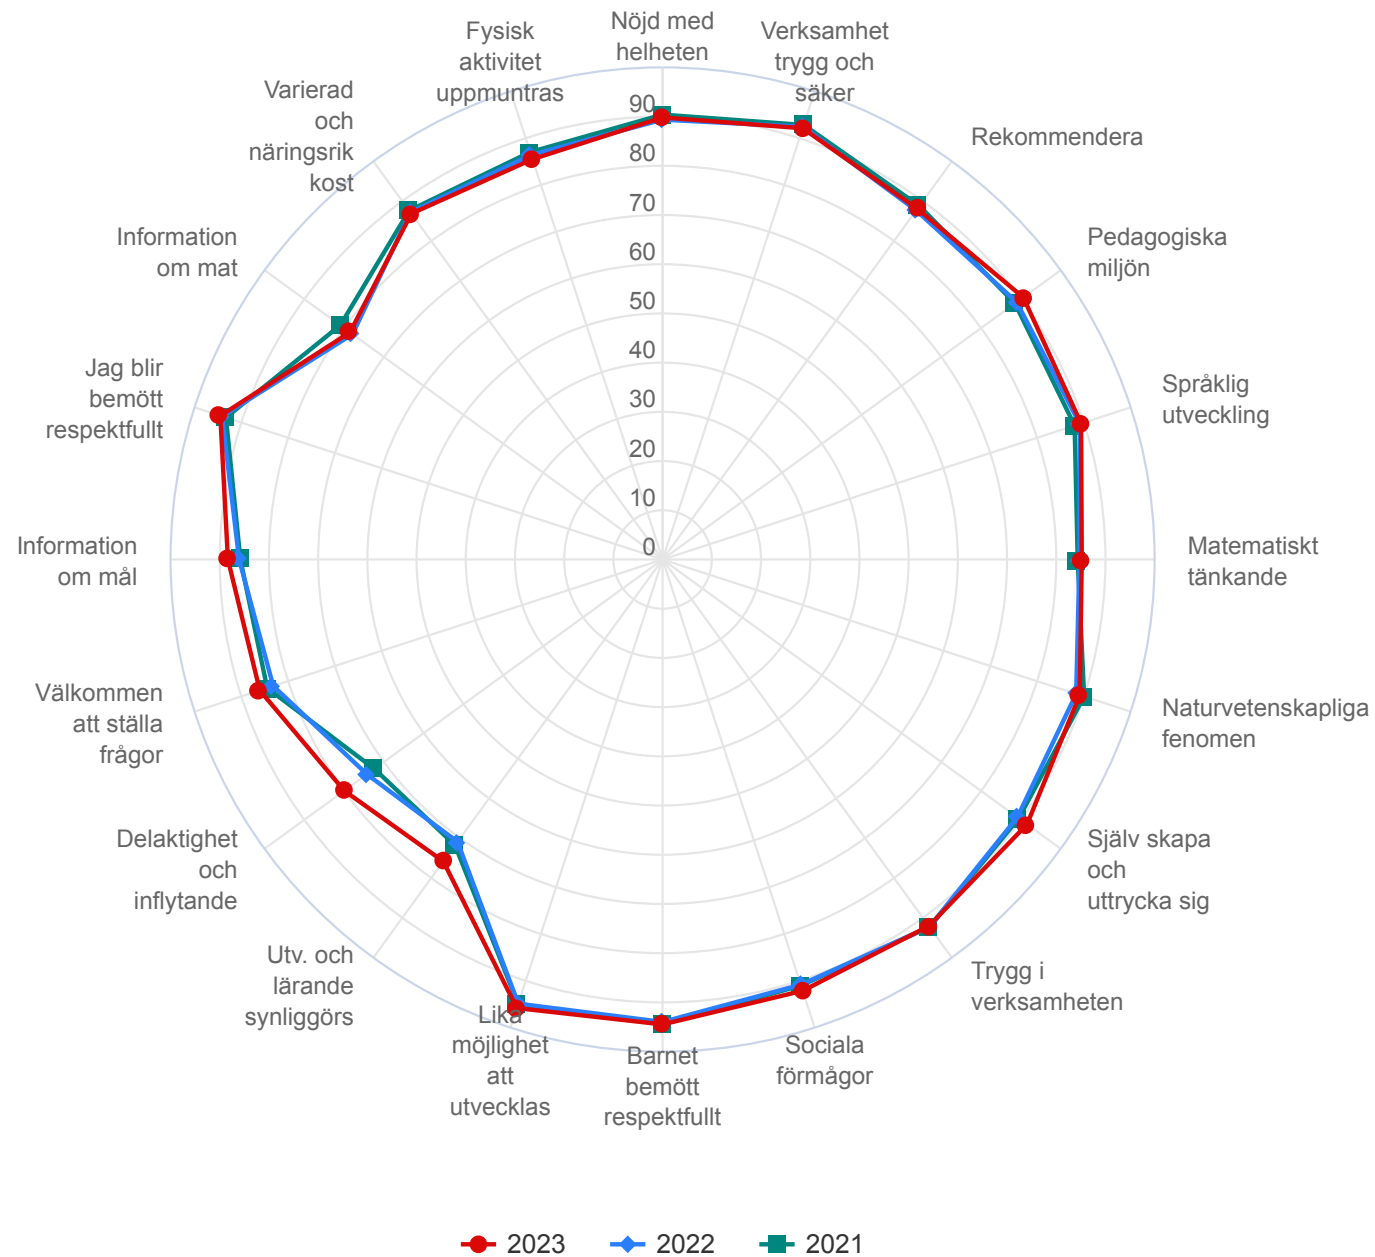 Nöjd med
helheten
Verksamhet
trygg och
säker
Rekommendera
Pedagogiska
miljön
Språklig
utveckling
Matematiskt
tänkande
Naturvetenskapliga
fenomen
Själv skapa
och
uttrycka sig
Trygg i
verksamheten
Sociala
förmågor
Barnet
bemött
respektfullt
Lika
möjlighet
att
utvecklas
Utv. och
lärande
synliggörs
Delaktighet
och
inflytande
Välkommen
att ställa
frågor
Information
om mål
Jag blir
bemött
respektfullt
Information
om mat
Varierad
och
näringsrik
kost
Fysisk
aktivitet
uppmuntras
90
80
70
60
50
40
30
20
10
0
2023 2022 2021